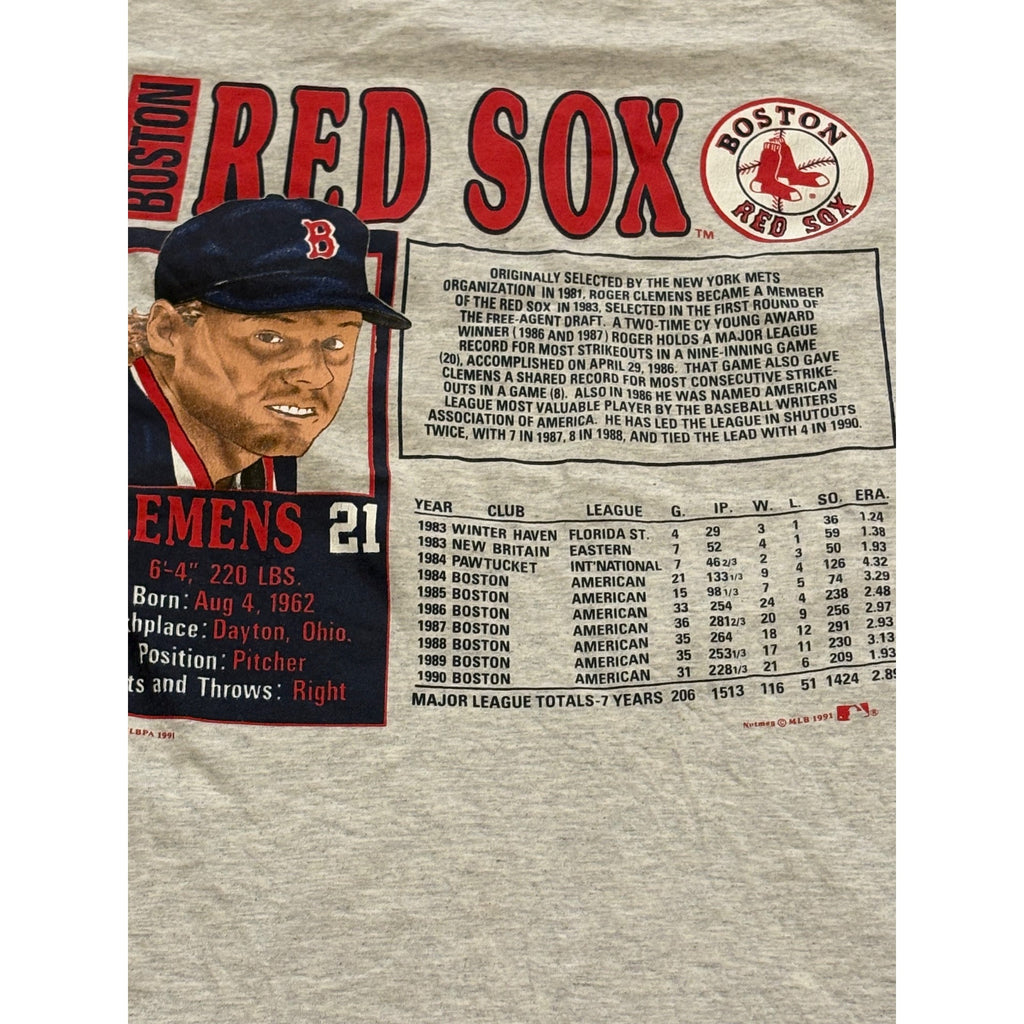 BOSTON
RED SOX ™
BOSTON
RED SOX
B
ORIGINALLY SELECTED BY THE NEW YORK METS
ORGANIZATION IN 1981, ROGER CLEMENS BECAME A MEMBER
OF THE RED SOX IN 1983, SELECTED IN THE FIRST ROUND OF
THE FREE-AGENT DRAFT. A TWO-TIME CY YOUNG AWARD
WINNER (1986 AND 1987) ROGER HOLDS A MAJOR LEAGUE
RECORD FOR MOST STRIKEOUTS IN A NINE-INNING GAME
(20), ACCOMPLISHED ON APRIL 29, 1986. THAT GAME ALSO GAVE
CLEMENS A SHARED RECORD FOR MOST CONSECUTIVE STRIKE-
OUTS IN A GAME (8). ALSO IN 1986 HE WAS NAMED AMERICAN
LEAGUE MOST VALUABLE PLAYER BY THE BASEBALL WRITERS
ASSOCIATION OF AMERICA. HE HAS LED THE LEAGUE IN SHUTOUTS
TWICE, WITH 7 IN 1987, 8 IN 1988, AND TIED THE LEAD WITH 4 IN 1990.
LEMENS 21
6'-4," 220 LBS.
Born: Aug 4, 1962
hplace: Dayton, Ohio.
Position: Pitcher
ts and Throws: Right
LBPA 1991
YEAR CLUB LEAGUE G. IP. W. L. SO. ERA.
1983 WINTER HAVEN FLORIDA ST. 4 29 3 1 36 1.24
1983 NEW BRITAIN EASTERN 7 52 4 1 59 1.38
1984 PAWTUCKET INT'NATIONAL 7 46 2/3 2 3 50 1.93
1984 BOSTON AMERICAN 21 133 1/3 9 4 126 4.32
1985 BOSTON AMERICAN 15 98 1/3 7 5 74 3.29
1986 BOSTON AMERICAN 33 254 24 4 238 2.48
1987 BOSTON AMERICAN 36 281 2/3 20 9 256 2.97
1988 BOSTON AMERICAN 35 264 18 12 291 2.93
1989 BOSTON AMERICAN 35 253 1/3 17 11 230 3.13
1990 BOSTON AMERICAN 31 228 1/3 21 6 209 1.93
MAJOR LEAGUE TOTALS-7 YEARS 206 1513 116 51 1424 2.89
Nutmeg © MLB 1991 ®